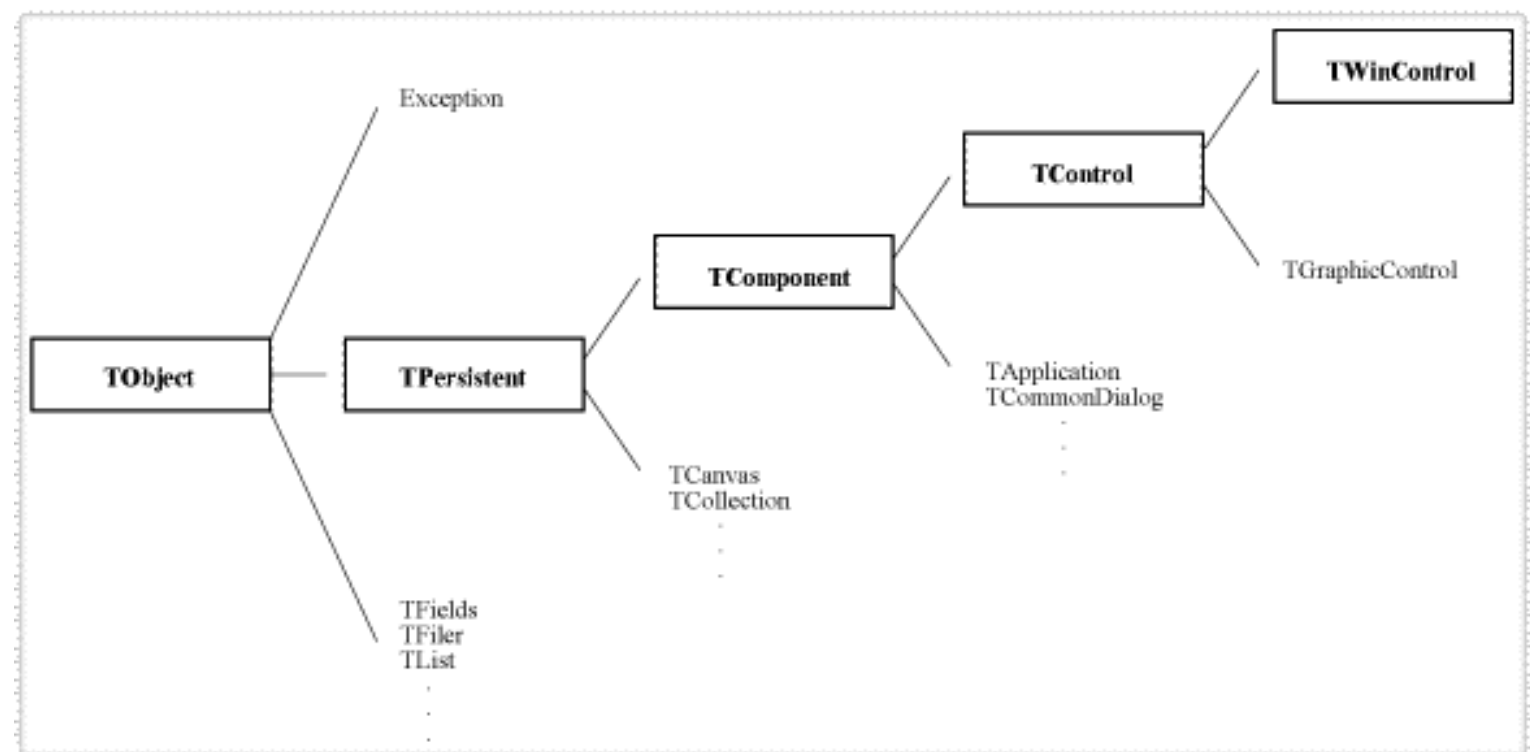 TWinControl
Exception
TControl
TComponent
TGraphicControl
TObject
TPersistent
TApplication
TCommonDialog
TCanvas
TCollection
TFields
TFiler
TList